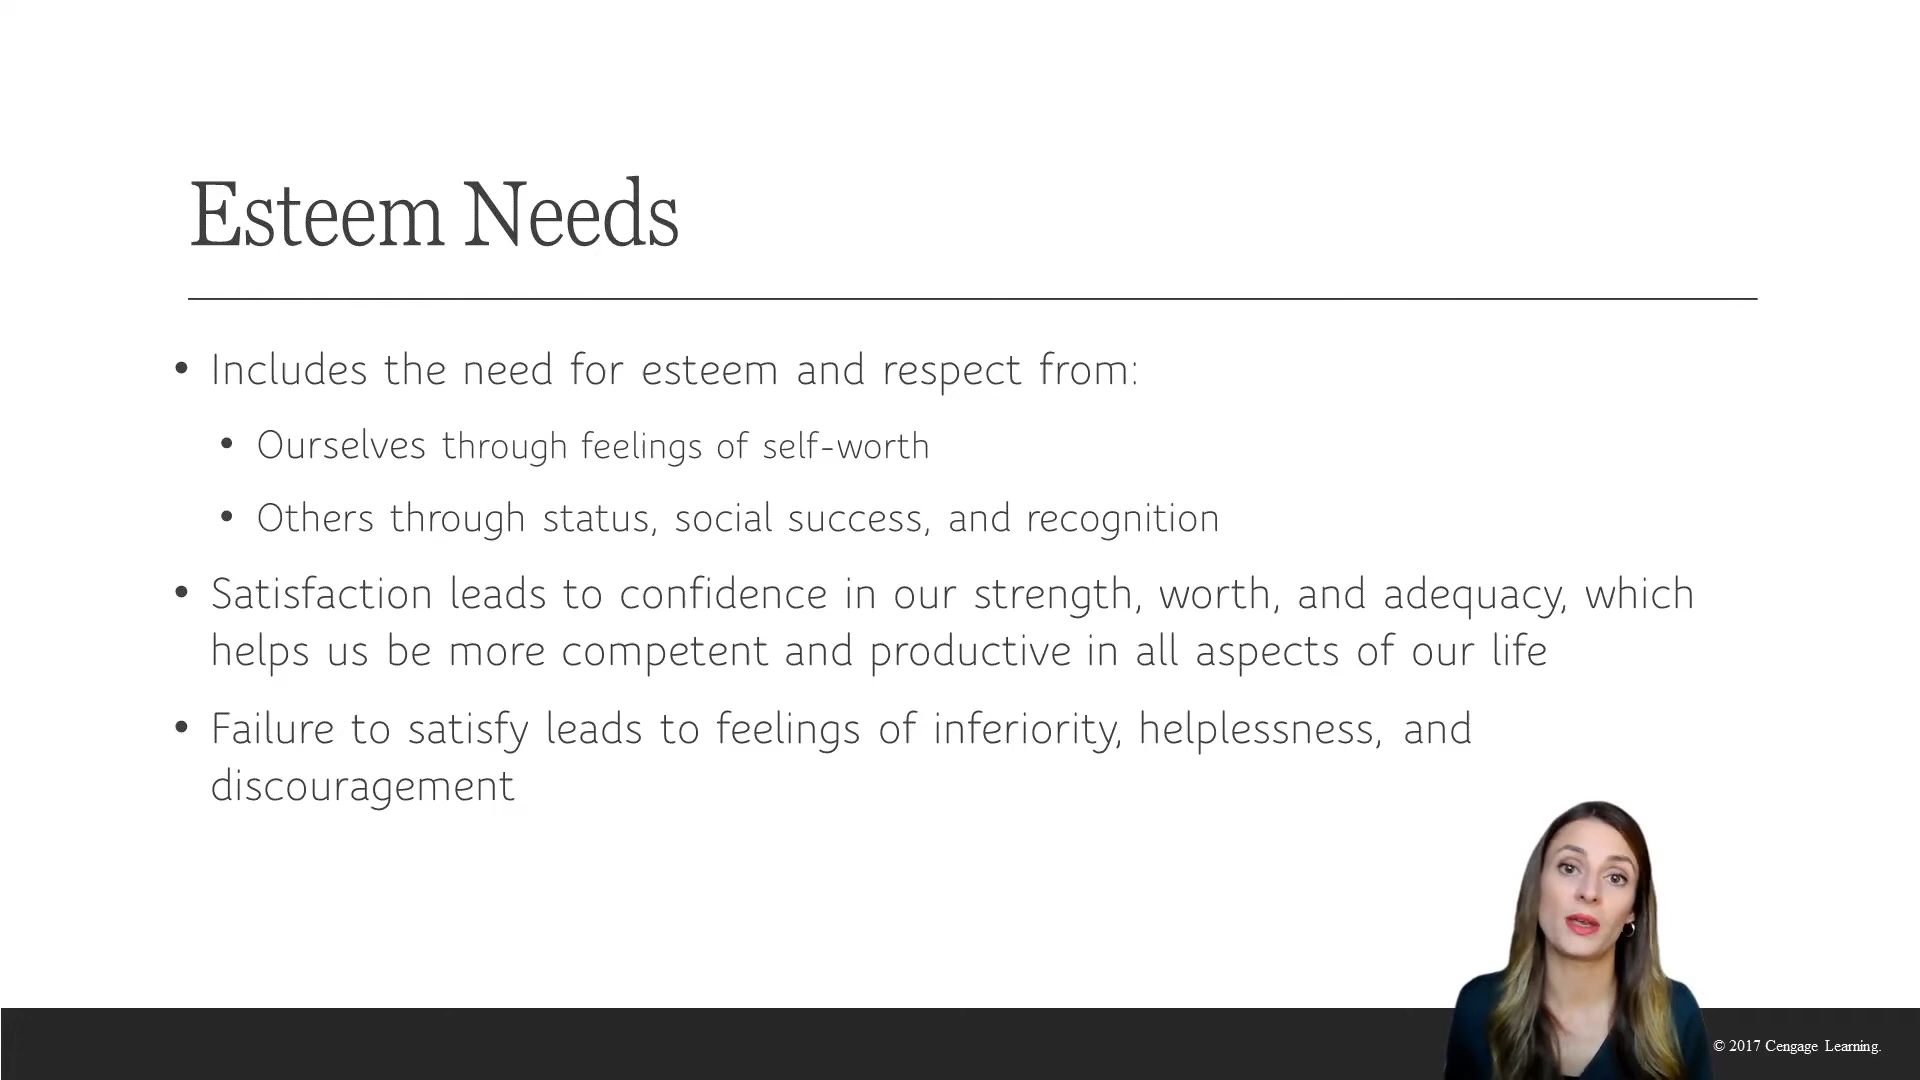 Esteem Needs
• Includes the need for esteem and respect from:
• Ourselves through feelings of self-worth
• Others through status, social success, and recognition
• Satisfaction leads to confidence in our strength, worth, and adequacy, which
helps us be more competent and productive in all aspects of our life
• Failure to satisfy leads to feelings of inferiority, helplessness, and
discouragement
© 2017 Cengage Learning.